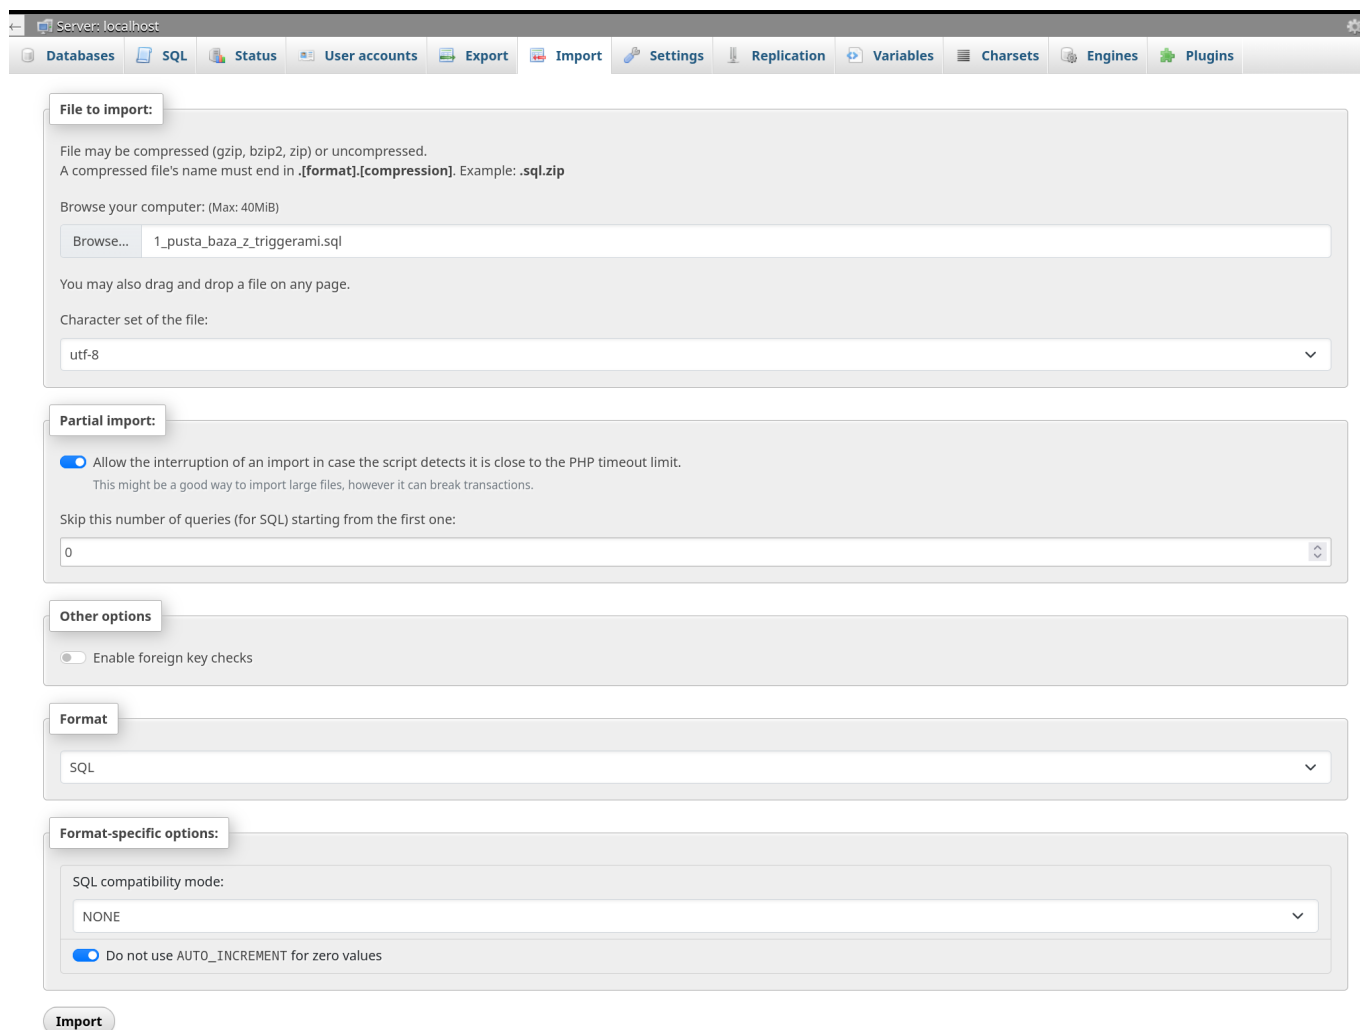 Server: localhost
Databases SQL Status User accounts Export Import Settings Replication Variables Charsets Engines Plugins
File to import:
File may be compressed (gzip, bzip2, zip) or uncompressed.
A compressed file's name must end in .[format].[compression]. Example: .sql.zip
Browse your computer: (Max: 40MiB)
Browse... 1_pusta_baza_z_triggerami.sql
You may also drag and drop a file on any page.
Character set of the file:
utf-8
Partial import:
Allow the interruption of an import in case the script detects it is close to the PHP timeout limit.
This might be a good way to import large files, however it can break transactions.
Skip this number of queries (for SQL) starting from the first one:
0
Other options
Enable foreign key checks
Format
SQL
Format-specific options:
SQL compatibility mode:
NONE
Do not use AUTO_INCREMENT for zero values
Import